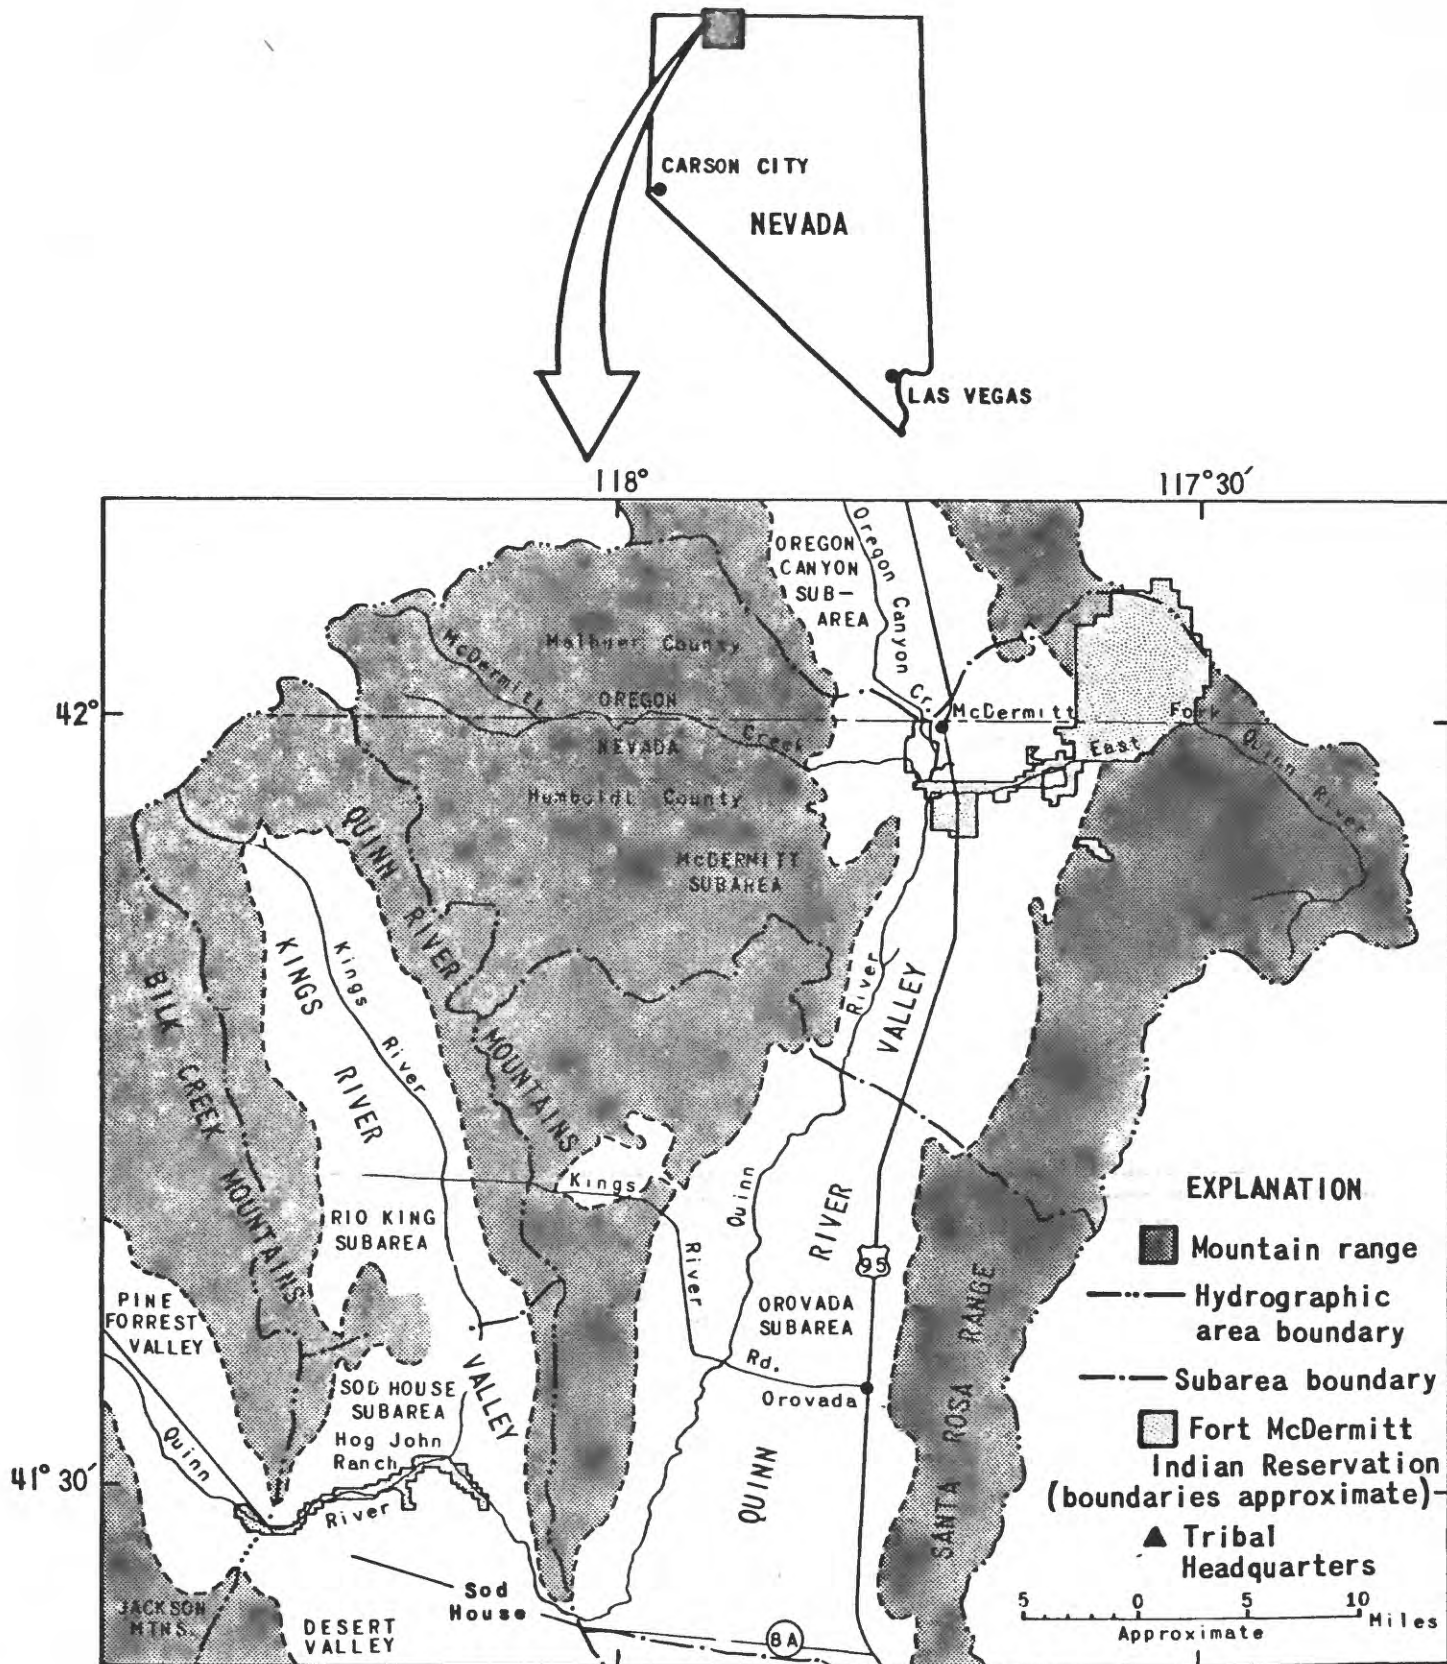 CARSON CITY
NEVADA
LAS VEGAS
118°
117°30′
OREGON
CANYON
SUB-
AREA
Oregon Canyon Cr.
Malhuer County
McDermitt
OREGON
42°
McDermitt
Fork
NEVADA
Creek
East
Quinn
River
Humboldt County
QUINN
RIVER
MOUNTAINS
McDERMITT
SUBAREA
KINGS
RIVER
VALLEY
Kings
River
BILK
CREEK
MOUNTAINS
River
VALLEY
Quinn
RIVER
QUINN
Kings
River
Rd.
RIO KING
SUBAREA
95
PINE
FORREST
VALLEY
OROVADA
SUBAREA
Orovada
SANTA ROSA RANGE
SOD HOUSE
SUBAREA
Hog John
Ranch
41°30′
Quinn
River
Sod
House
JACKSON
MTNS.
DESERT
VALLEY
8A
EXPLANATION
Mountain range
Hydrographic
area boundary
Subarea boundary
Fort McDermitt
Indian Reservation
(boundaries approximate)
Tribal
Headquarters
5 0 5 10
Miles
Approximate